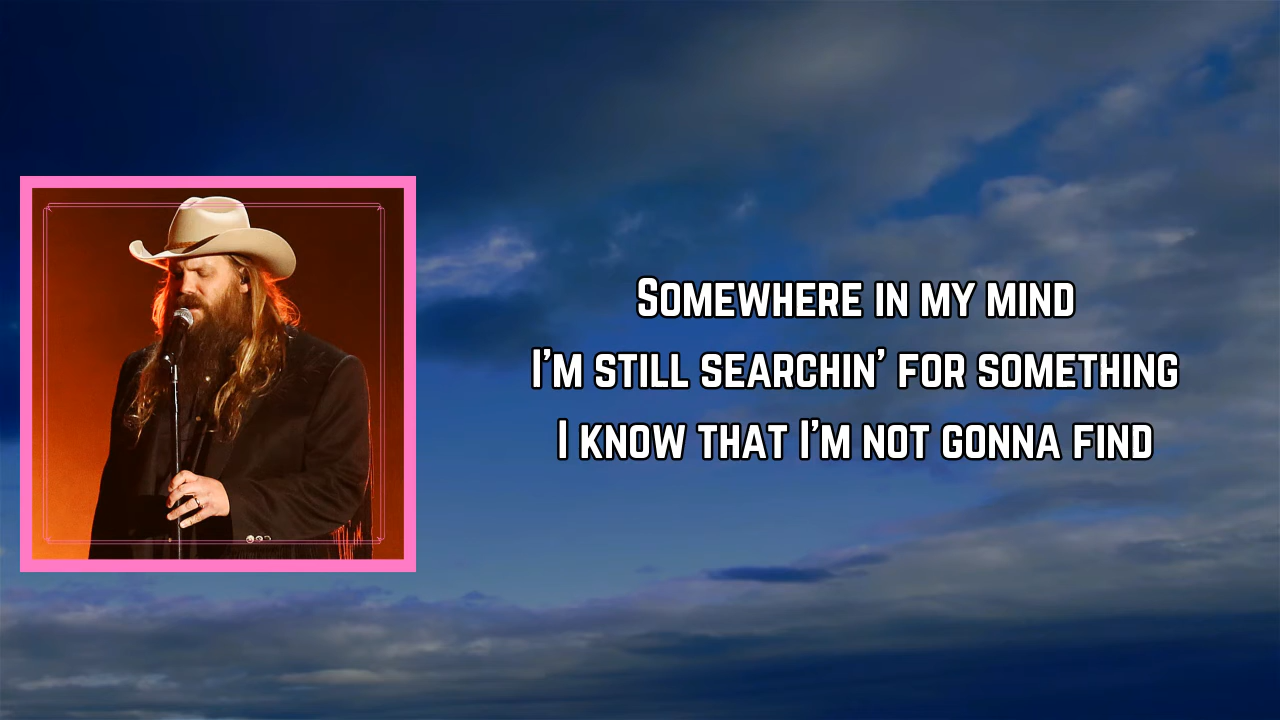 Somewhere in my mind
I'm still searchin' for something
I know that I'm not gonna find